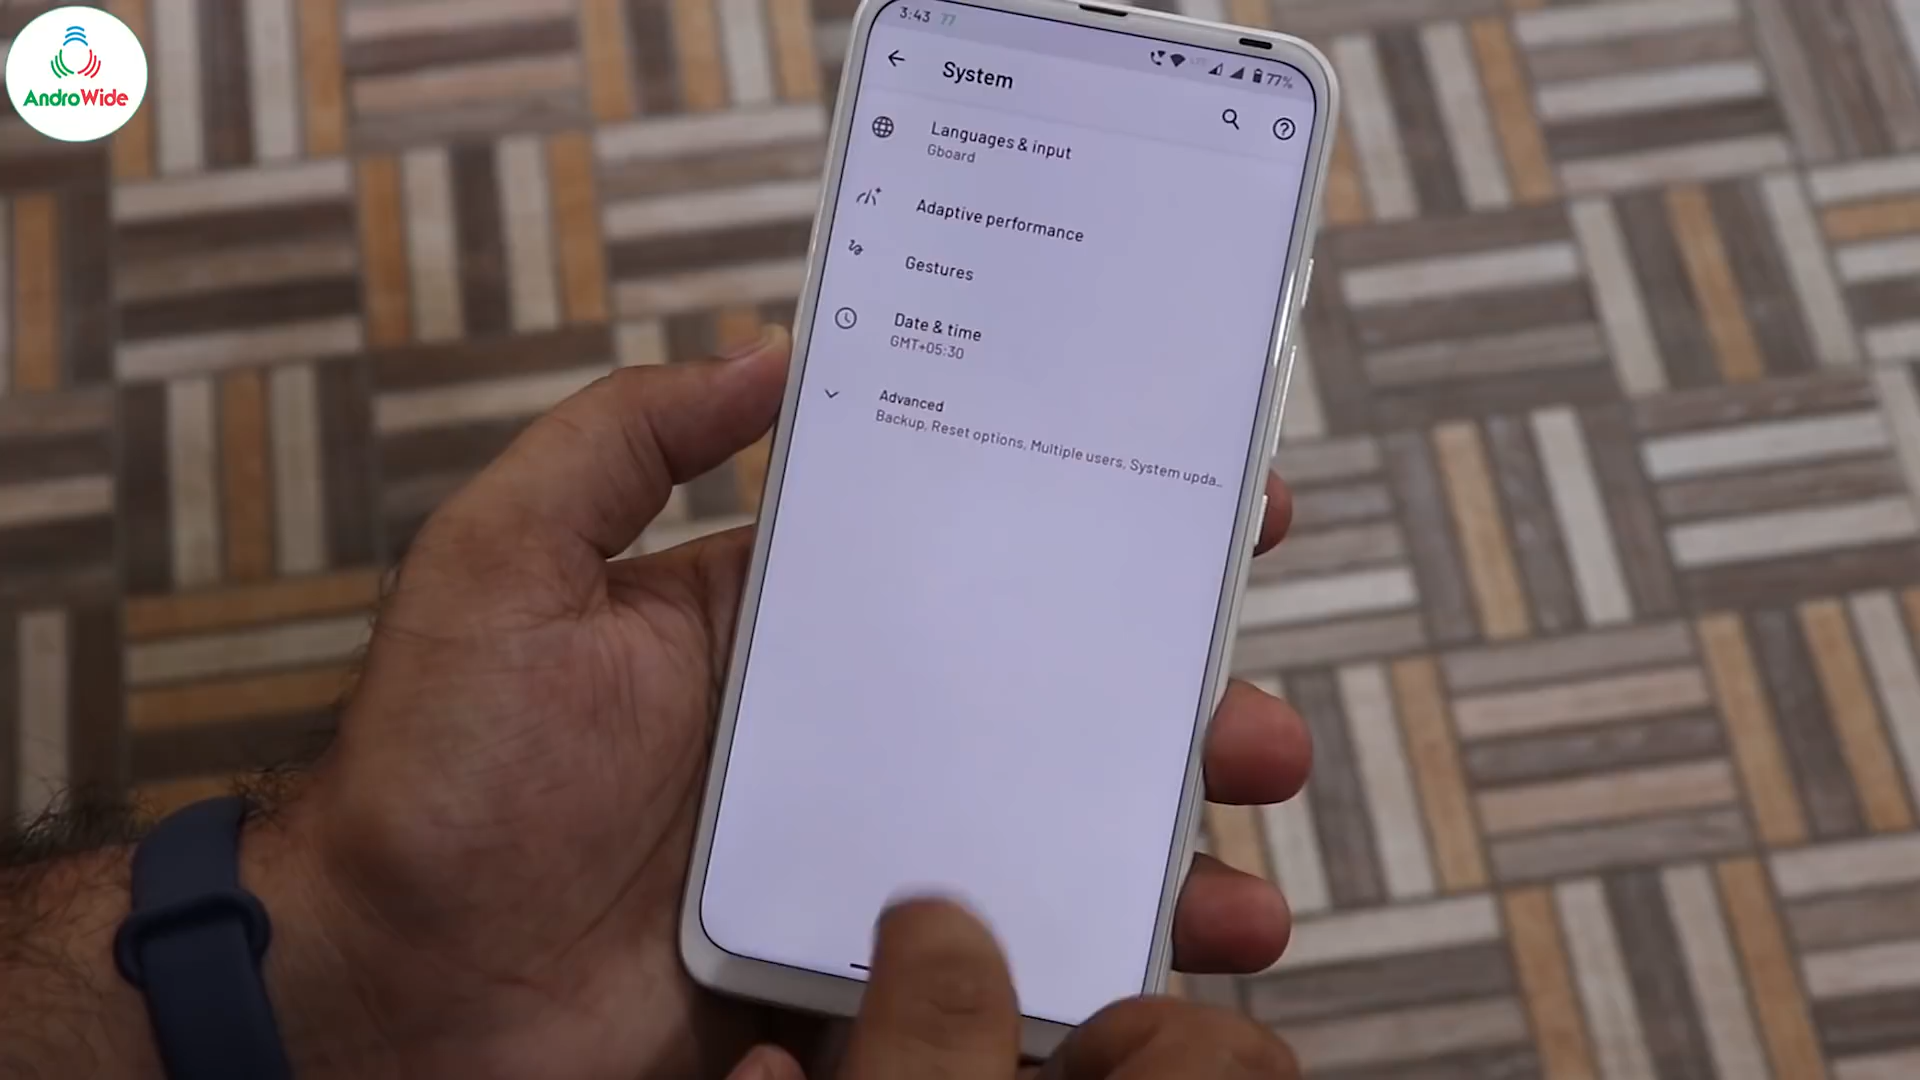 AndroWide
3:43 77
77%
System
Languages & input
Gboard
Adaptive performance
Gestures
Date & time
GMT+05:30
Advanced
Backup, Reset options, Multiple users, System upda...